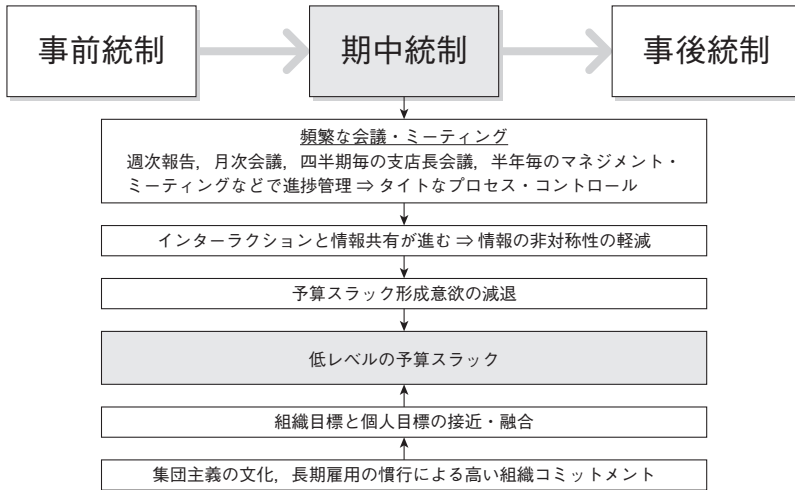 事前統制
期中統制
事後統制
頻繁な会議・ミーティング
週次報告，月次会議，四半期毎の支店長会議，半年毎のマネジメント・
ミーティングなどで進捗管理 ⇒ タイトなプロセス・コントロール
インターラクションと情報共有が進む ⇒ 情報の非対称性の軽減
予算スラック形成意欲の減退
低レベルの予算スラック
組織目標と個人目標の接近・融合
集団主義の文化，長期雇用の慣行による高い組織コミットメント